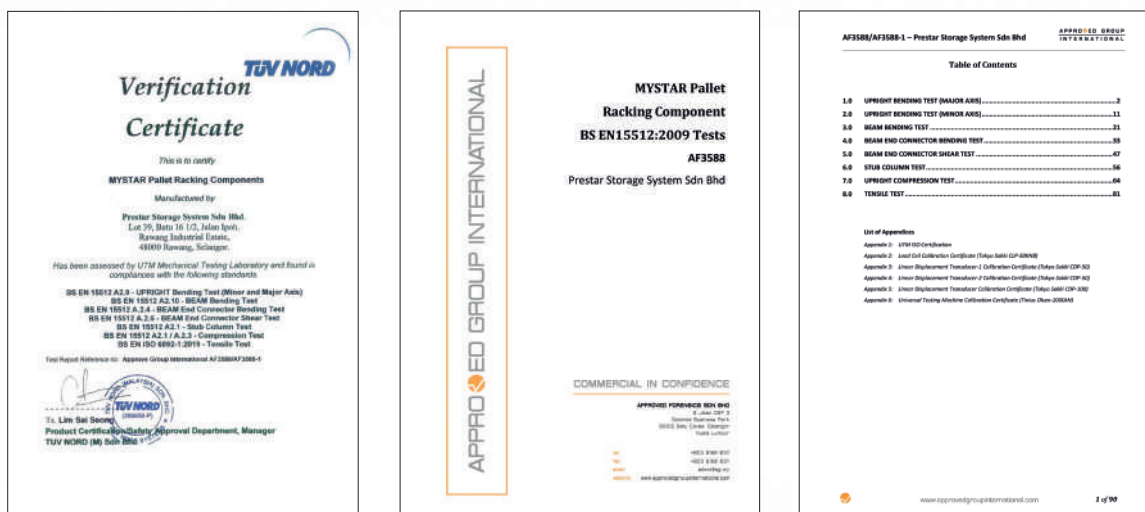 TÜV NORD
Verification
Certificate
This is to certify
MYSTAR Pallet Racking Components
Manufactured by
Prestar Storage System Sdn Bhd.
Lot 39, Batu 16 1/2, Jalan Ipoh,
Rawang Industrial Estate,
48000 Rawang, Selangor.
Has been assessed by UTM Mechanical Testing Laboratory and found in
compliances with the following standards
BS EN 15512 A2.9 - UPRIGHT Bending Test (Minor and Major Axis)
BS EN 15512 A2.10 - BEAM Bending Test
BS EN 15512 A.2.4 - BEAM End Connector Bending Test
BS EN 15512 A.2.6 - BEAM End Connector Shear Test
BS EN 15512 A2.1 - Stub Column Test
BS EN 15512 A2.1 / A.2.3 - Compression Test
BS EN ISO 6892-1:2019 - Tensile Test
Test Report Reference no: Approve Group International AF3588/AF3588-1
TÜV NORD
Ts. Lim Sai Seong
Product Certification/Safety Approval Department, Manager
TUV NORD (M) Sdn Bhd
APPROVED GROUP INTERNATIONAL
MYSTAR Pallet
Racking Component
BS EN15512:2009 Tests
AF3588
Prestar Storage System Sdn Bhd
COMMERCIAL IN CONFIDENCE
APPROVED FORENSICS SDN BHD
www.approvedgroupinternational.com
AF3588/AF3588-1 – Prestar Storage System Sdn Bhd
APPROVED GROUP
INTERNATIONAL
Table of Contents
1.0 UPRIGHT BENDING TEST (MAJOR AXIS) 2
2.0 UPRIGHT BENDING TEST (MINOR AXIS) 11
3.0 BEAM BENDING TEST 21
4.0 BEAM END CONNECTOR BENDING TEST 33
5.0 BEAM END CONNECTOR SHEAR TEST 47
6.0 STUB COLUMN TEST 56
7.0 UPRIGHT COMPRESSION TEST 64
8.0 TENSILE TEST 81
List of Appendices
Appendix 1: UTM ISO Certification
Appendix 2: Load Cell Calibration Certificate (Tokyo Sokki CLP-50KNB)
Appendix 3: Linear Displacement Transducer-1 Calibration Certificate (Tokyo Sokki CDP-50)
Appendix 4: Linear Displacement Transducer-2 Calibration Certificate (Tokyo Sokki CDP-50)
Appendix 5: Linear Displacement Transducer Calibration Certificate (Tokyo Sokki CDP-100)
Appendix 6: Universal Testing Machine Calibration Certificate (Tinius Olsen-2000kN)
www.approvedgroupinternational.com
1 of 90